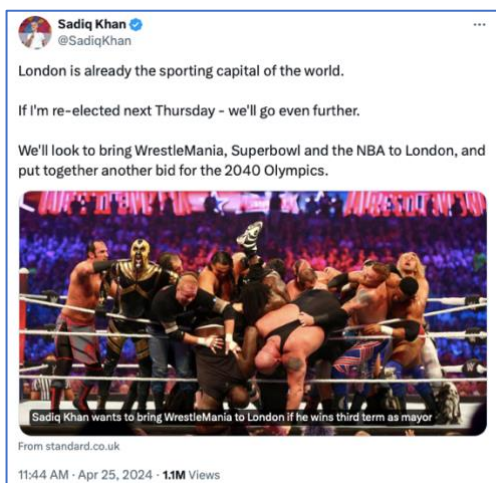 Sadiq Khan
@SadiqKhan
London is already the sporting capital of the world.
If I'm re-elected next Thursday - we'll go even further.
We'll look to bring WrestleMania, Superbowl and the NBA to London, and
put together another bid for the 2040 Olympics.
Sadiq Khan wants to bring WrestleMania to London if he wins third term as mayor
From standard.co.uk
11:44 AM · Apr 25, 2024 · 1.1M Views